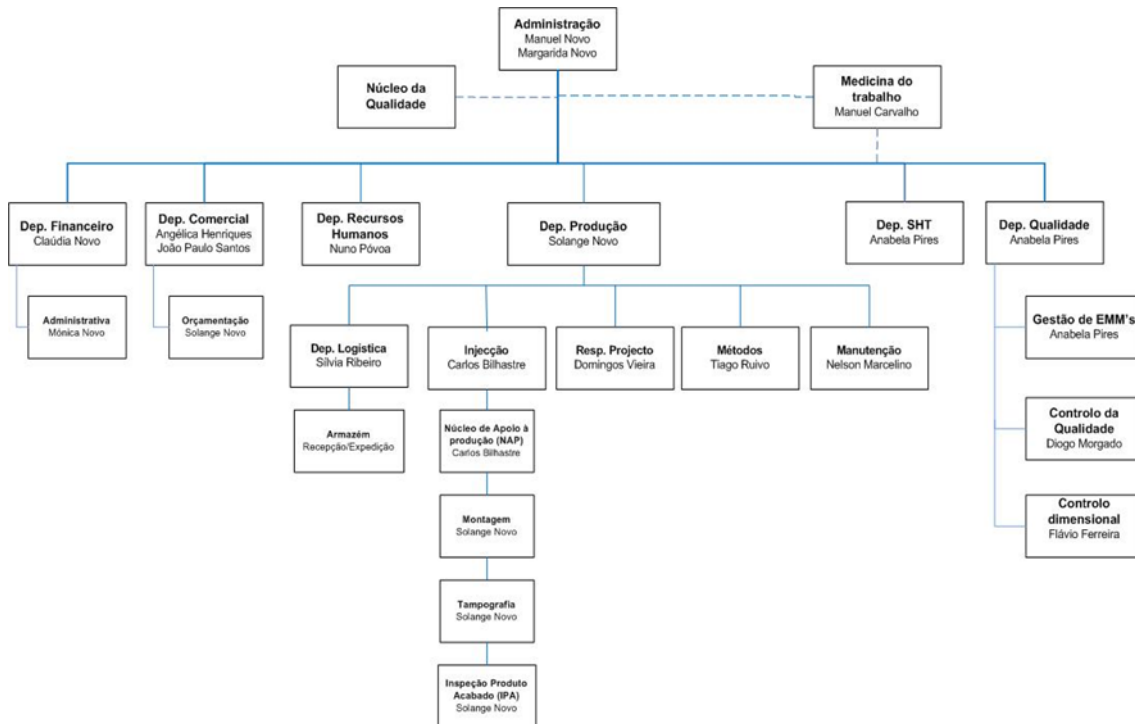 Administração
Manuel Novo
Margarida Novo
Núcleo da
Qualidade
Medicina do
trabalho
Manuel Carvalho
Dep. Financeiro
Claúdia Novo
Dep. Comercial
Angélica Henriques
João Paulo Santos
Dep. Recursos
Humanos
Nuno Póvoa
Dep. Produção
Solange Novo
Dep. SHT
Anabela Pires
Dep. Qualidade
Anabela Pires
Administrativa
Mónica Novo
Orçamentação
Solange Novo
Dep. Logística
Sílvia Ribeiro
Injecção
Carlos Bilhastre
Resp. Projecto
Domingos Vieira
Métodos
Tiago Ruivo
Manutenção
Nelson Marcelino
Gestão de EMM's
Anabela Pires
Armazém
Recepção/Expedição
Núcleo de Apoio à
produção (NAP)
Carlos Bilhastre
Controlo da
Qualidade
Diogo Morgado
Montagem
Solange Novo
Controlo
dimensional
Flávio Ferreira
Tampografia
Solange Novo
Inspeção Produto
Acabado (IPA)
Solange Novo